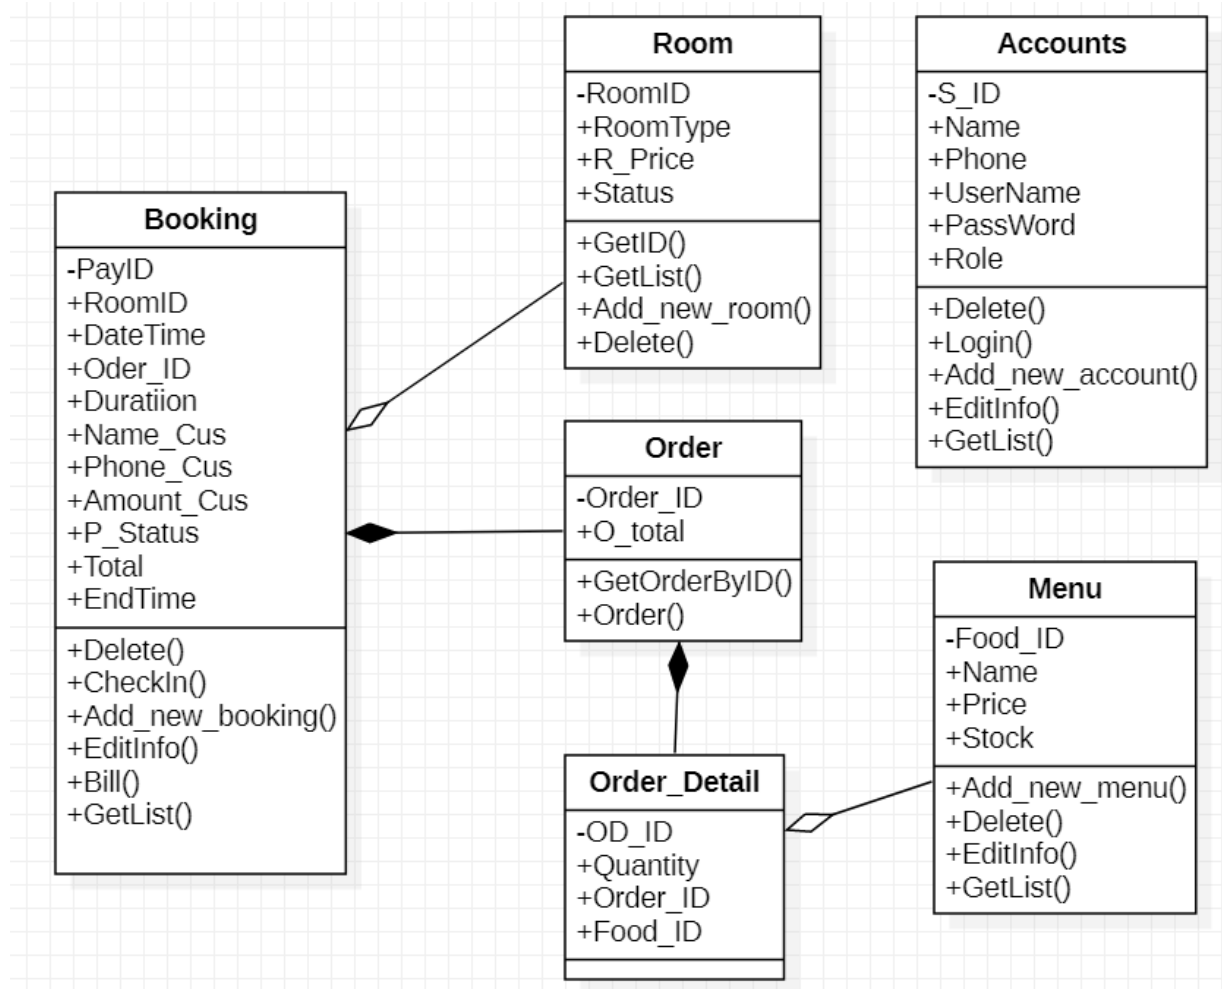 Booking
-PayID
+RoomID
+DateTime
+Oder_ID
+Duratiion
+Name_Cus
+Phone_Cus
+Amount_Cus
+P_Status
+Total
+EndTime
+Delete()
+CheckIn()
+Add_new_booking()
+EditInfo()
+Bill()
+GetList()
Room
-RoomID
+RoomType
+R_Price
+Status
+GetID()
+GetList()
+Add_new_room()
+Delete()
Order
-Order_ID
+O_total
+GetOrderByID()
+Order()
Order_Detail
-OD_ID
+Quantity
+Order_ID
+Food_ID
Accounts
-S_ID
+Name
+Phone
+UserName
+PassWord
+Role
+Delete()
+Login()
+Add_new_account()
+EditInfo()
+GetList()
Menu
-Food_ID
+Name
+Price
+Stock
+Add_new_menu()
+Delete()
+EditInfo()
+GetList()